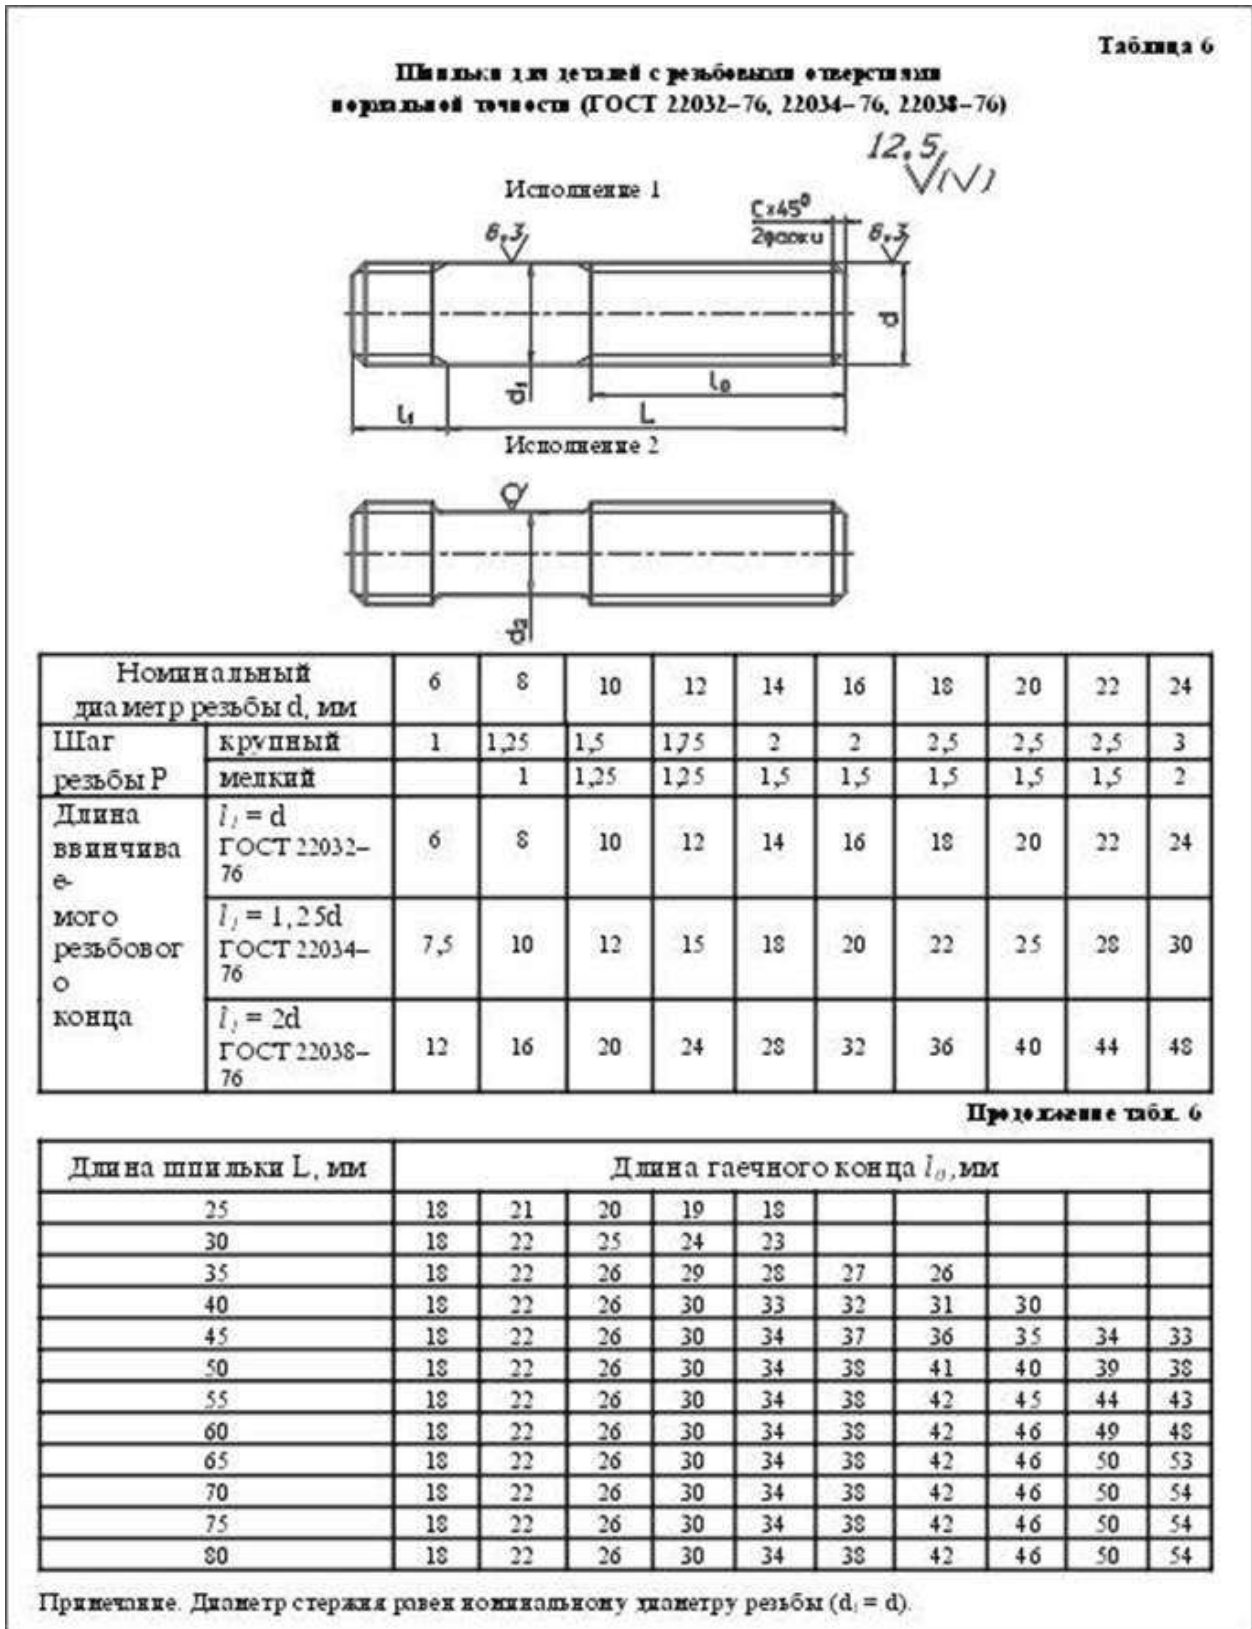 Таблица 6
Шпильки для деталей с резьбовыми отверстиями
нормальной точности (ГОСТ 22032–76, 22034–76, 22038–76)
12.5
(√)
Исполнение 1
C×45⁰
2фаски
6,3
6,3
d
d₁
l₀
l₁
L
Исполнение 2
d₂
Номинальный 6 8 10 12 14 16 18 20 22 24
диаметр резьбы d, мм
Шаг крупный 1 1,25 1,5 1,75 2 2 2,5 2,5 2,5 3
резьбы P мелкий 1 1,25 1,25 1,5 1,5 1,5 1,5 1,5 2
Длина
ввинчива
е-
мого
резьбовог
о
конца
l₁ = d
ГОСТ 22032–
76
6 8 10 12 14 16 18 20 22 24
l₁ = 1,25d
ГОСТ 22034–
76
7,5 10 12 15 18 20 22 25 28 30
l₁ = 2d
ГОСТ 22038–
76
12 16 20 24 28 32 36 40 44 48
Продолжение табл. 6
Длина шпильки L, мм Длина гаечного конца l₀, мм
25 18 21 20 19 18
30 18 22 25 24 23
35 18 22 26 29 28 27 26
40 18 22 26 30 33 32 31 30
45 18 22 26 30 34 37 36 35 34 33
50 18 22 26 30 34 38 41 40 39 38
55 18 22 26 30 34 38 42 45 44 43
60 18 22 26 30 34 38 42 46 49 48
65 18 22 26 30 34 38 42 46 50 53
70 18 22 26 30 34 38 42 46 50 54
75 18 22 26 30 34 38 42 46 50 54
80 18 22 26 30 34 38 42 46 50 54
Примечание. Диаметр стержня равен номинальному диаметру резьбы (d₁ = d).